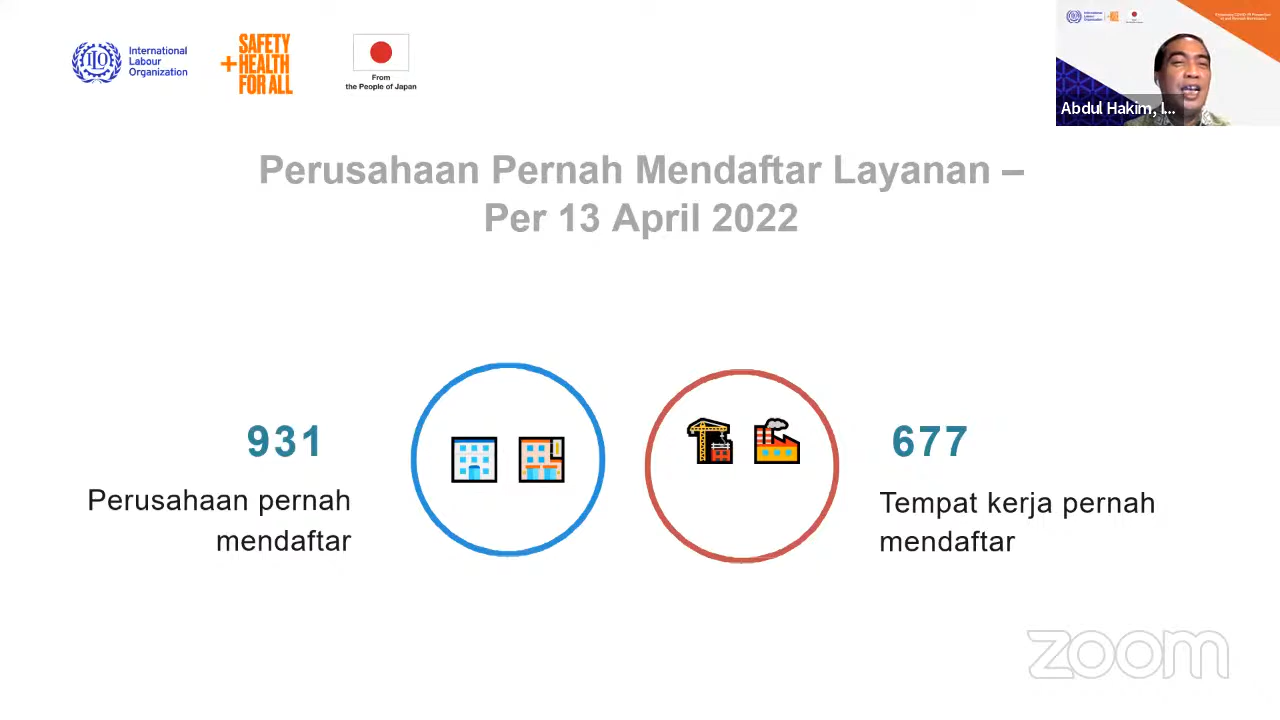 International
Labour
Organization
SAFETY
+HEALTH
FOR ALL
From
the People of Japan
Abdul Hakim, I...
Perusahaan Pernah Mendaftar Layanan –
Per 13 April 2022
931
Perusahaan pernah
mendaftar
677
Tempat kerja pernah
mendaftar
zoom